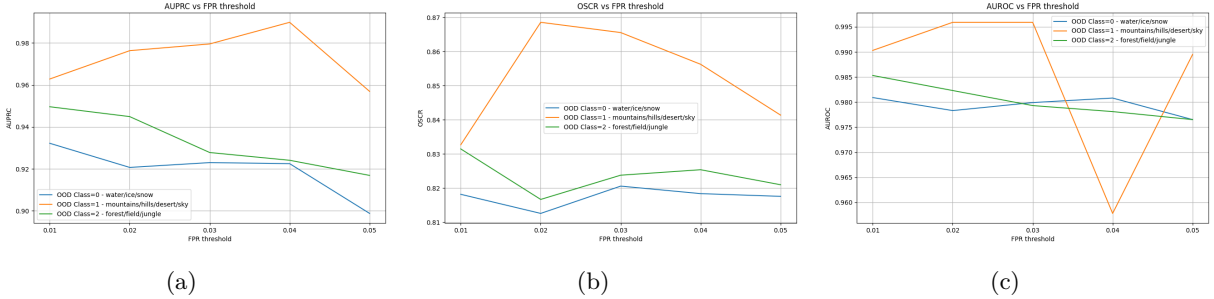 AUPRC vs FPR threshold
0.98
0.96
0.94
0.92
0.90
AUPRC
OOD Class=0 - water/ice/snow
OOD Class=1 - mountains/hills/desert/sky
OOD Class=2 - forest/field/jungle
0.01 0.02 0.03 0.04 0.05
FPR threshold
(a)
OSCR vs FPR threshold
0.87
0.86
0.85
0.84
0.83
0.82
0.81
OSCR
OOD Class=0 - water/ice/snow
OOD Class=1 - mountains/hills/desert/sky
OOD Class=2 - forest/field/jungle
0.01 0.02 0.03 0.04 0.05
FPR threshold
(b)
AUROC vs FPR threshold
0.995
0.990
0.985
0.980
0.975
0.970
0.965
0.960
AUROC
OOD Class=0 - water/ice/snow
OOD Class=1 - mountains/hills/desert/sky
OOD Class=2 - forest/field/jungle
0.01 0.02 0.03 0.04 0.05
FPR threshold
(c)